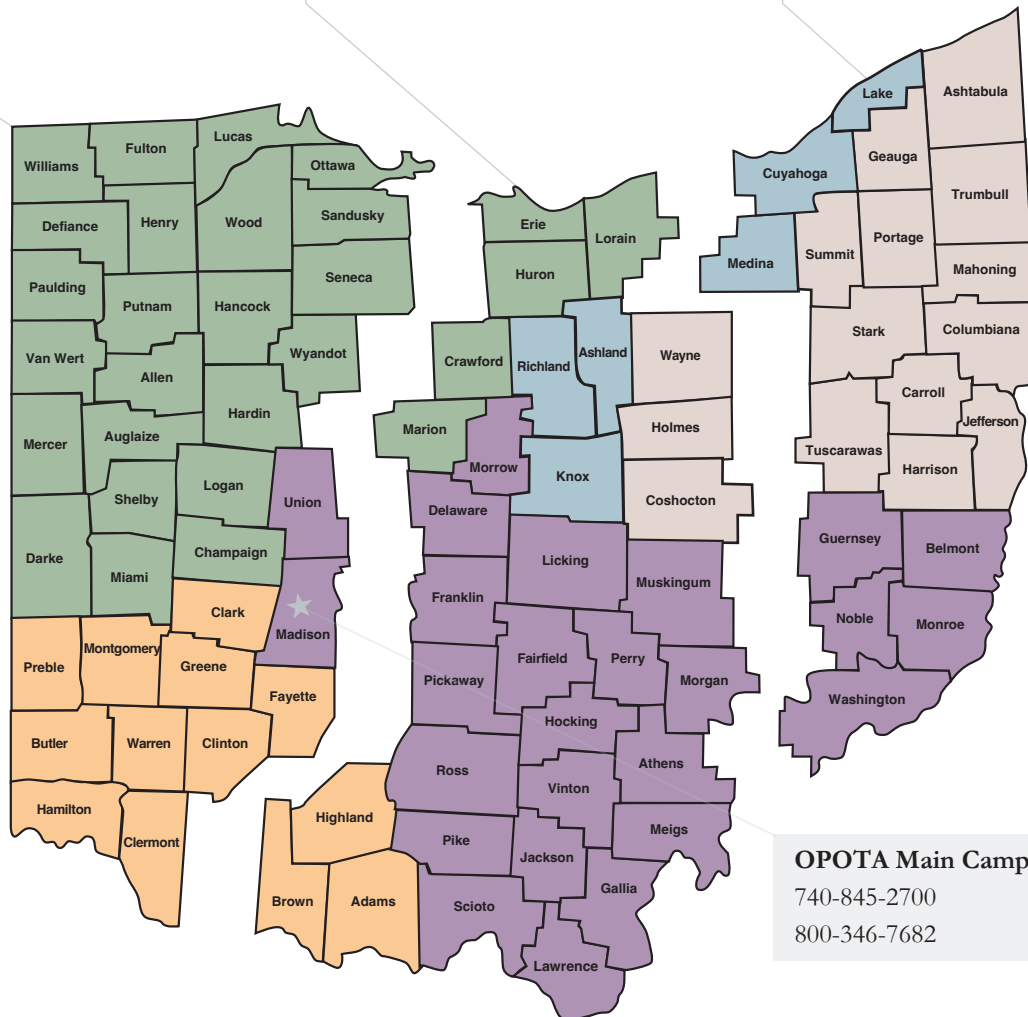 Williams
Fulton
Lucas
Ottawa
Defiance
Henry
Wood
Sandusky
Paulding
Putnam
Hancock
Seneca
Van Wert
Allen
Wyandot
Mercer
Auglaize
Hardin
Shelby
Logan
Union
Darke
Miami
Champaign
Clark
Madison
Preble
Montgomery
Greene
Fayette
Butler
Warren
Clinton
Hamilton
Clermont
Highland
Brown
Adams
Erie
Lorain
Huron
Crawford
Richland
Ashland
Wayne
Marion
Morrow
Knox
Holmes
Coshocton
Delaware
Licking
Franklin
Muskingum
Pickaway
Fairfield
Perry
Morgan
Hocking
Ross
Vinton
Athens
Pike
Jackson
Meigs
Scioto
Gallia
Lawrence
Lake
Ashtabula
Geauga
Cuyahoga
Trumbull
Medina
Summit
Portage
Mahoning
Stark
Columbiana
Carroll
Jefferson
Tuscarawas
Harrison
Guernsey
Belmont
Noble
Monroe
Washington
OPOTA Main Camp
740-845-2700
800-346-7682